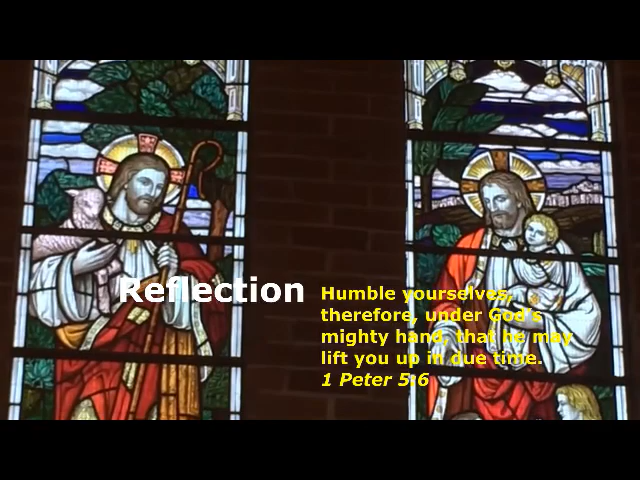 Reflection
Humble yourselves,
therefore, under God's
mighty hand, that he may
lift you up in due time.
1 Peter 5:6